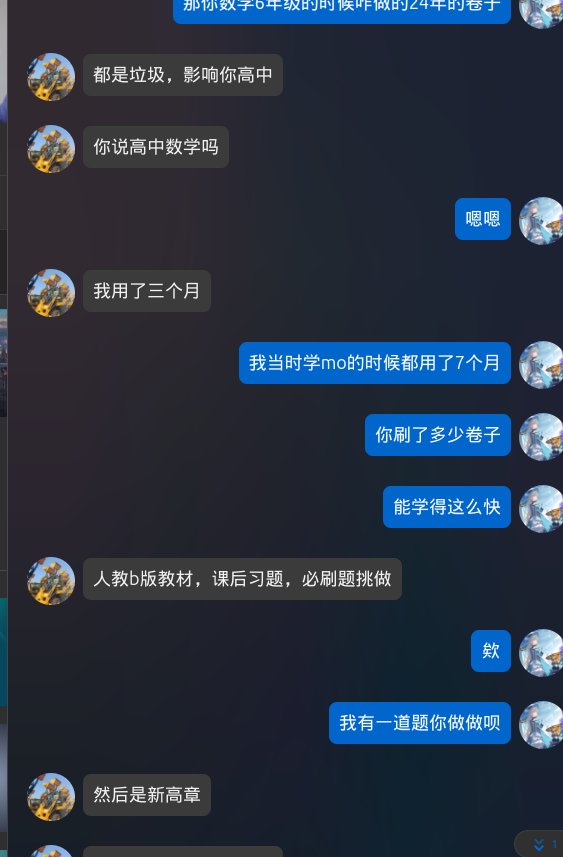 那你数学6年级的时候咋做的24年的卷子
都是垃圾，影响你高中
你说高中数学吗
嗯嗯
我用了三个月
我当时学mo的时候都用了7个月
你刷了多少卷子
能学得这么快
人教b版教材，课后习题，必刷题挑做
欸
我有一道题你做做呗
然后是新高章
1